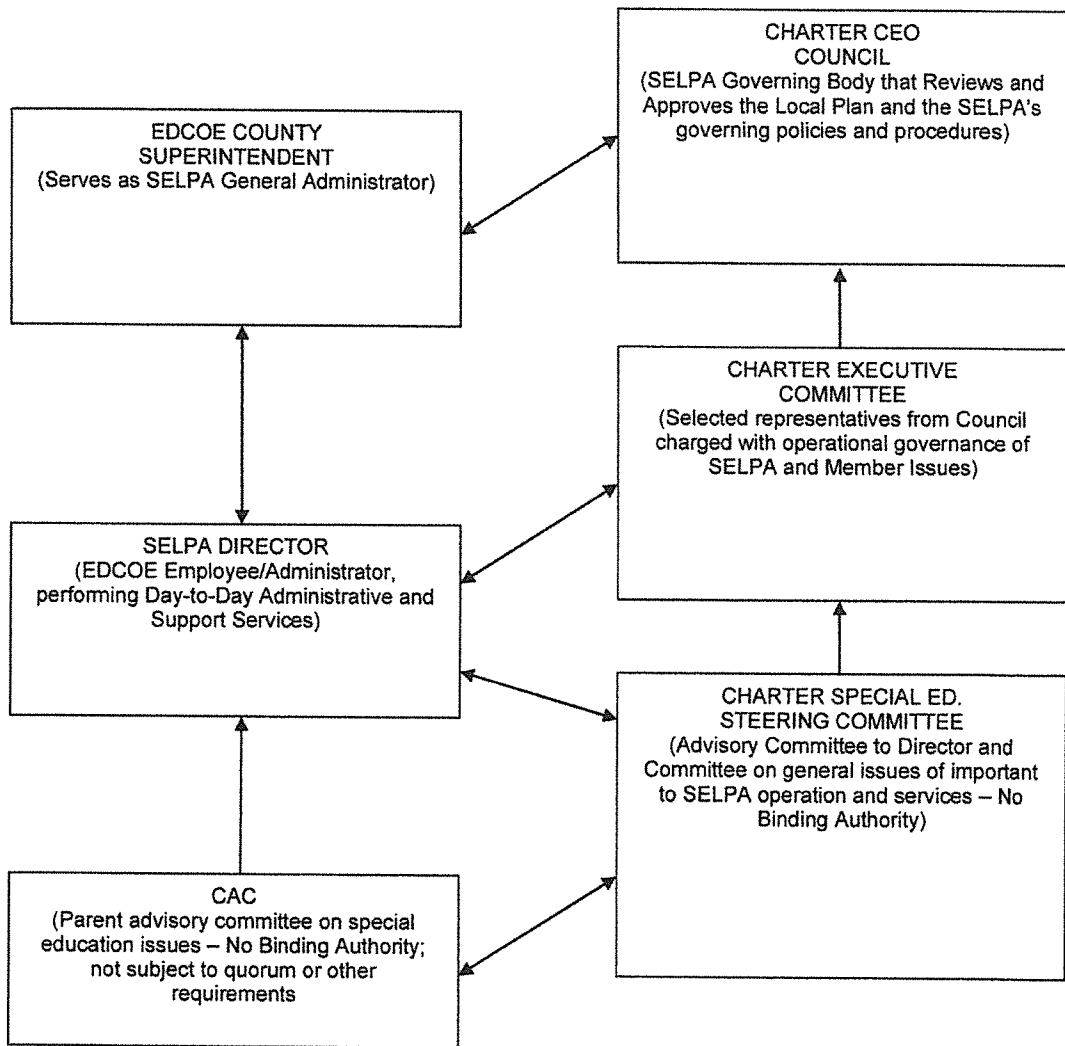 CHARTER CEO
COUNCIL
(SELPA Governing Body that Reviews and
Approves the Local Plan and the SELPA's
governing policies and procedures)
EDCOE COUNTY
SUPERINTENDENT
(Serves as SELPA General Administrator)
CHARTER EXECUTIVE
COMMITTEE
(Selected representatives from Council
charged with operational governance of
SELPA and Member Issues)
SELPA DIRECTOR
(EDCOE Employee/Administrator,
performing Day-to-Day Administrative and
Support Services)
CHARTER SPECIAL ED.
STEERING COMMITTEE
(Advisory Committee to Director and
Committee on general issues of important
to SELPA operation and services – No
Binding Authority)
CAC
(Parent advisory committee on special
education issues – No Binding Authority;
not subject to quorum or other
requirements